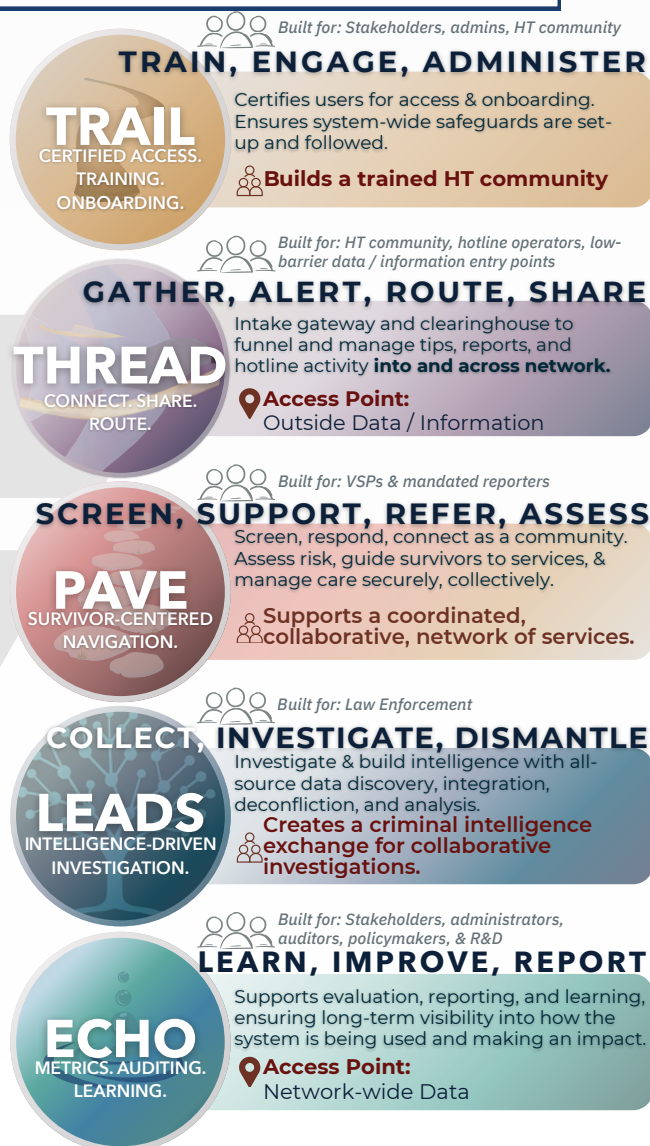 Built for: Stakeholders, admins, HT community
TRAIN, ENGAGE, ADMINISTER
TRAIL
CERTIFIED ACCESS.
TRAINING.
ONBOARDING.
Certifies users for access & onboarding.
Ensures system-wide safeguards are set-
up and followed.
Builds a trained HT community
Built for: HT community, hotline operators, low-
barrier data / information entry points
GATHER, ALERT, ROUTE, SHARE
THREAD
CONNECT. SHARE.
ROUTE.
Intake gateway and clearinghouse to
funnel and manage tips, reports, and
hotline activity into and across network.
Access Point:
Outside Data / Information
Built for: VSPs & mandated reporters
SCREEN, SUPPORT, REFER, ASSESS
PAVE
SURVIVOR-CENTERED
NAVIGATION.
Screen, respond, connect as a community.
Assess risk, guide survivors to services, &
manage care securely, collectively.
Supports a coordinated,
collaborative, network of services.
Built for: Law Enforcement
COLLECT, INVESTIGATE, DISMANTLE
LEADS
INTELLIGENCE-DRIVEN
INVESTIGATION.
Investigate & build intelligence with all-
source data discovery, integration,
deconfliction, and analysis.
Creates a criminal intelligence
exchange for collaborative
investigations.
Built for: Stakeholders, administrators,
auditors, policymakers, & R&D
LEARN, IMPROVE, REPORT
ECHO
METRICS. AUDITING.
LEARNING.
Supports evaluation, reporting, and learning,
ensuring long-term visibility into how the
system is being used and making an impact.
Access Point:
Network-wide Data